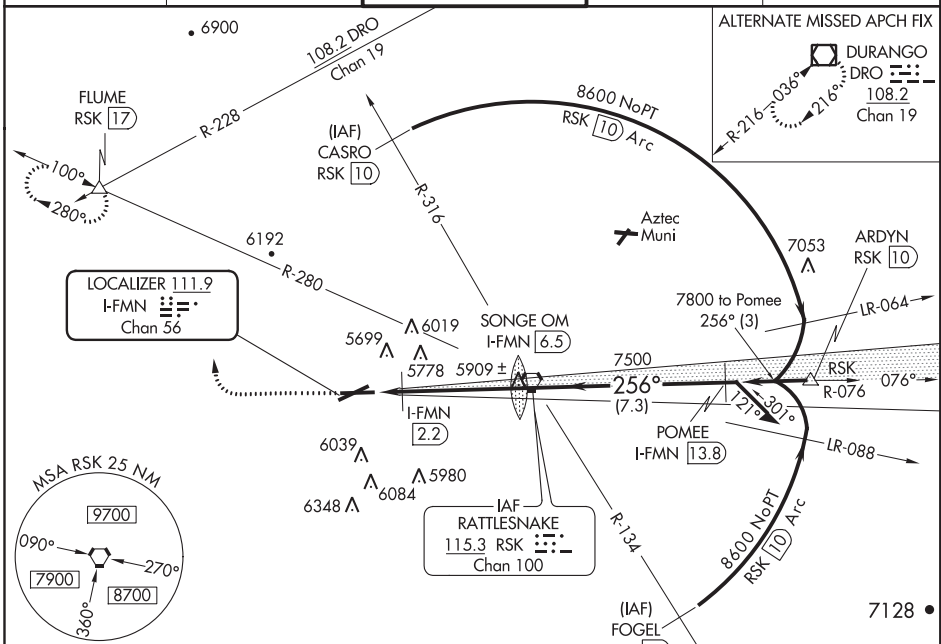 ALTERNATE MISSED APCH FIX
DURANGO
DRO
108.2
Chan 19
R-216
036°
216°
6900
108.2 DRO
Chan 19
R-228
FLUME
RSK 17
100°
280°
(IAF)
CASRO
RSK 10
8600 NoPT
RSK 10 Arc
R-316
Aztec
Muni
6192
R-280
7053
ARDYN
RSK 10
LOCALIZER 111.9
I-FMN
Chan 56
7800 to Pomee
256° (3)
LR-064
6019
5699
5778
SONGE OM
I-FMN 6.5
5909 ±
7500
256°
(7.3)
RSK
R-076
076°
I-FMN
2.2
121°
301°
POMEE
I-FMN 13.8
LR-088
6039
5980
6084
6348
MSA RSK 25 NM
9700
090°
270°
7900
8700
360°
IAF
RATTLESNAKE
115.3 RSK
Chan 100
R-134
8600 NoPT
RSK 10 Arc
(IAF)
FOGEL
7128